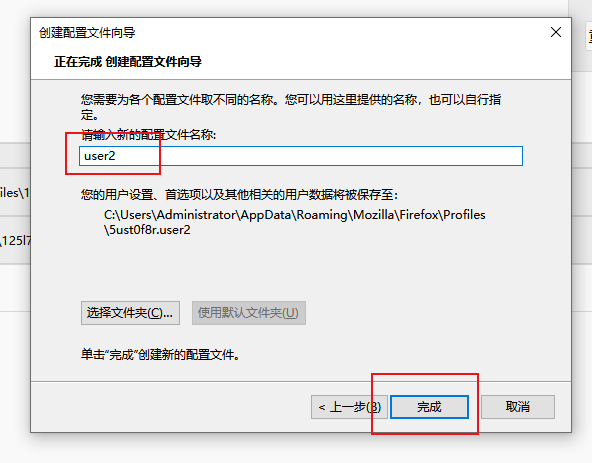 创建配置文件向导
正在完成 创建配置文件向导
您需要为各个配置文件取不同的名称。您可以用这里提供的名称，也可以自行指
定。
请输入新的配置文件名称:
user2
您的用户设置、首选项以及其他相关的用户数据将被保存至：
C:\Users\Administrator\AppData\Roaming\Mozilla\Firefox\Profiles
\5ust0f8r.user2
iles\1
\125l7
选择文件夹(C)...
使用默认文件夹(U)
单击“完成”创建新的配置文件。
< 上一步(B)
完成
取消